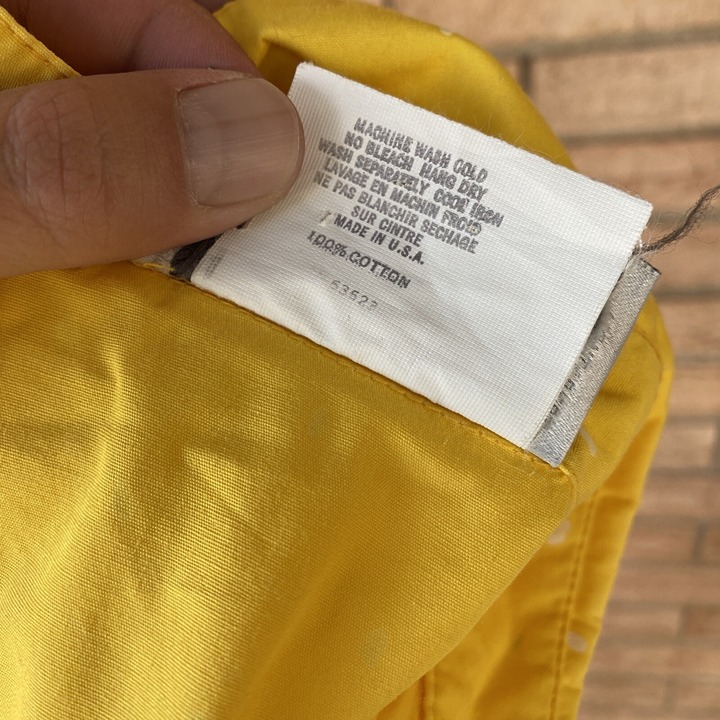 MACHINE WASH COLD
NO BLEACH HANG DRY
WASH SEPARATELY COOL IRON
LAVAGE EN MACHIN FROID
NE PAS BLANCHIR SECHAGE
SUR CINTRE
MADE IN U.S.A.
100% COTTON
53522